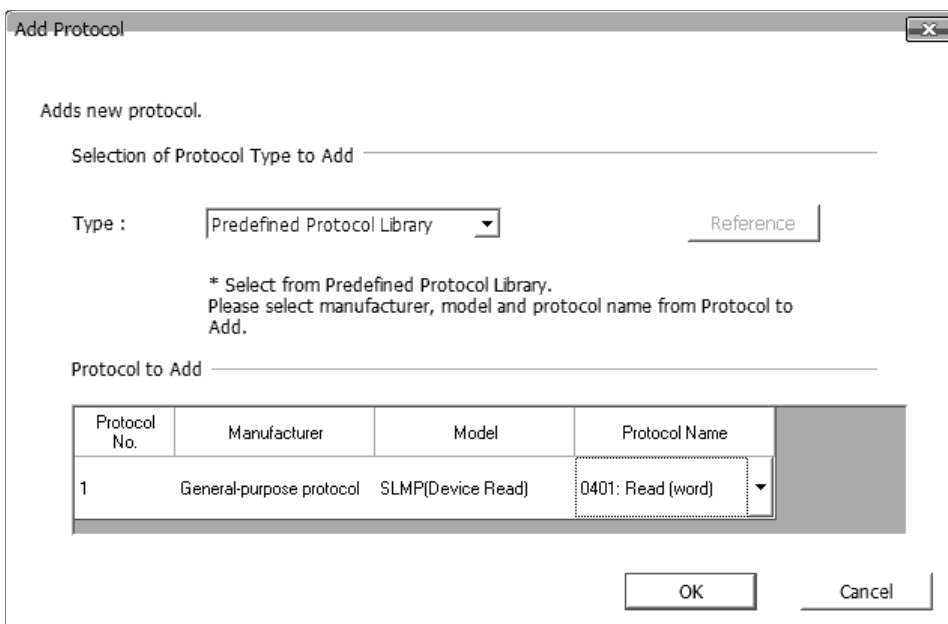 Add Protocol
Adds new protocol.
Selection of Protocol Type to Add
Type :
Predefined Protocol Library
Reference
* Select from Predefined Protocol Library.
Please select manufacturer, model and protocol name from Protocol to
Add.
Protocol to Add
Protocol No. Manufacturer Model Protocol Name
1 General-purpose protocol SLMP(Device Read) 0401: Read (word)
OK Cancel